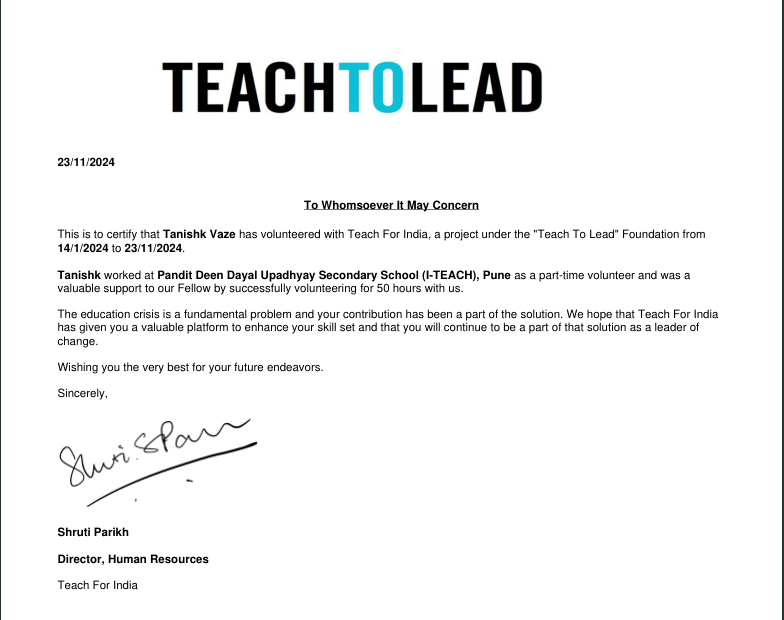 TEACHTOLEAD
23/11/2024
To Whomsoever It May Concern
This is to certify that Tanishk Vaze has volunteered with Teach For India, a project under the "Teach To Lead" Foundation from
14/1/2024 to 23/11/2024.
Tanishk worked at Pandit Deen Dayal Upadhyay Secondary School (I-TEACH), Pune as a part-time volunteer and was a
valuable support to our Fellow by successfully volunteering for 50 hours with us.
The education crisis is a fundamental problem and your contribution has been a part of the solution. We hope that Teach For India
has given you a valuable platform to enhance your skill set and that you will continue to be a part of that solution as a leader of
change.
Wishing you the very best for your future endeavors.
Sincerely,
Shruti Parikh
Director, Human Resources
Teach For India